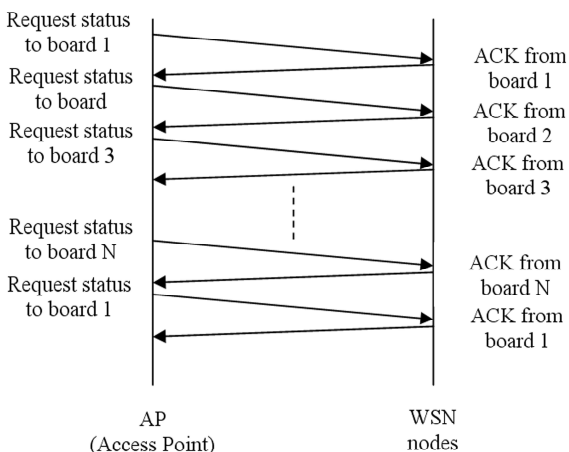 Request status
to board 1
ACK from
board 1
Request status
to board
ACK from
board 2
Request status
to board 3
ACK from
board 3
Request status
to board N
ACK from
board N
Request status
to board 1
ACK from
board 1
AP
(Access Point)
WSN
nodes